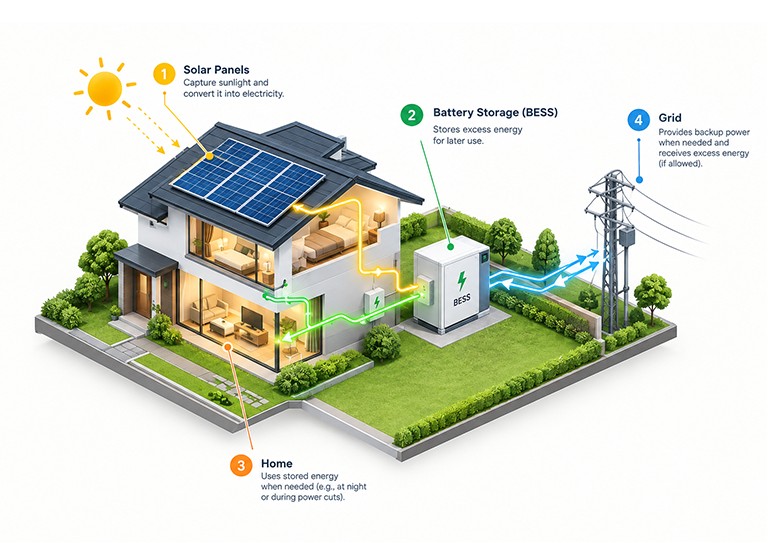 1
Solar Panels
Capture sunlight and
convert it into electricity.
2
Battery Storage (BESS)
Stores excess energy
for later use.
4
Grid
Provides backup power
when needed and
receives excess energy
(if allowed).
BESS
3
Home
Uses stored energy
when needed (e.g., at night
or during power cuts).